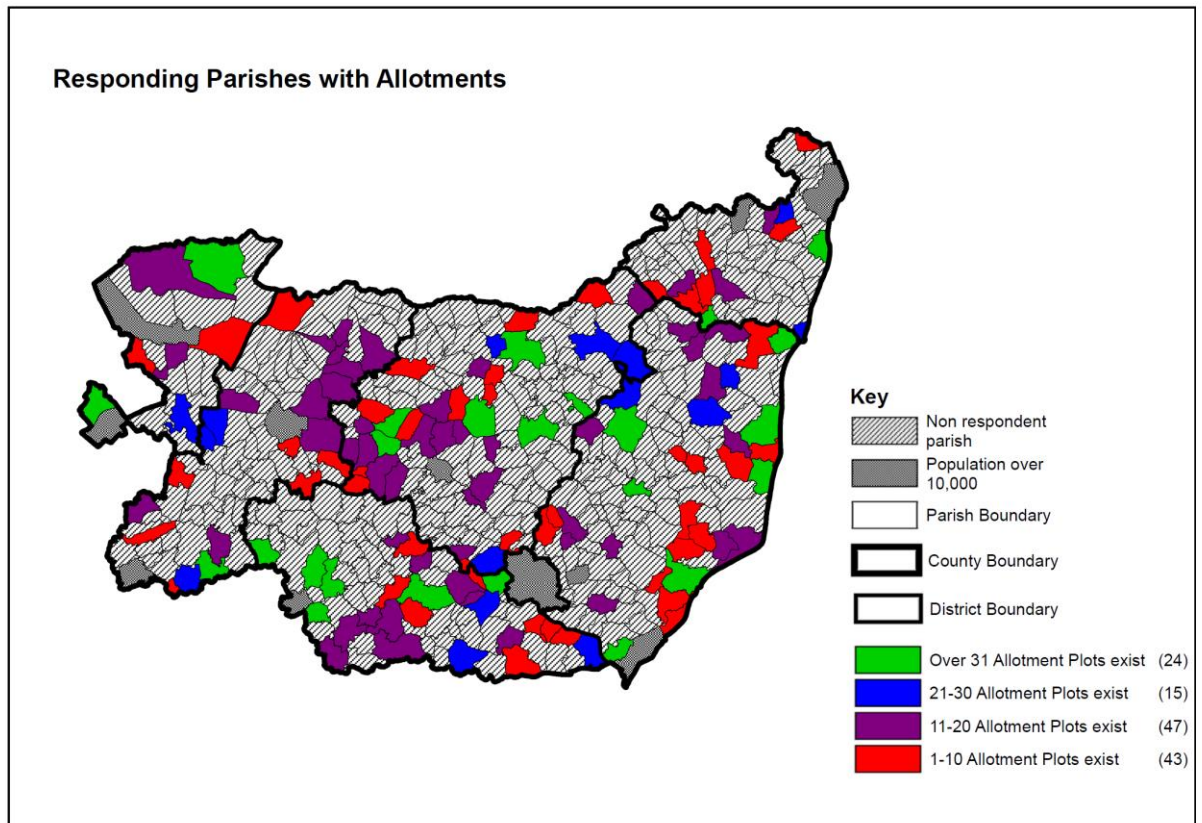 Responding Parishes with Allotments
Key
Non respondent
parish
Population over
10,000
Parish Boundary
County Boundary
District Boundary
Over 31 Allotment Plots exist (24)
21-30 Allotment Plots exist (15)
11-20 Allotment Plots exist (47)
1-10 Allotment Plots exist (43)